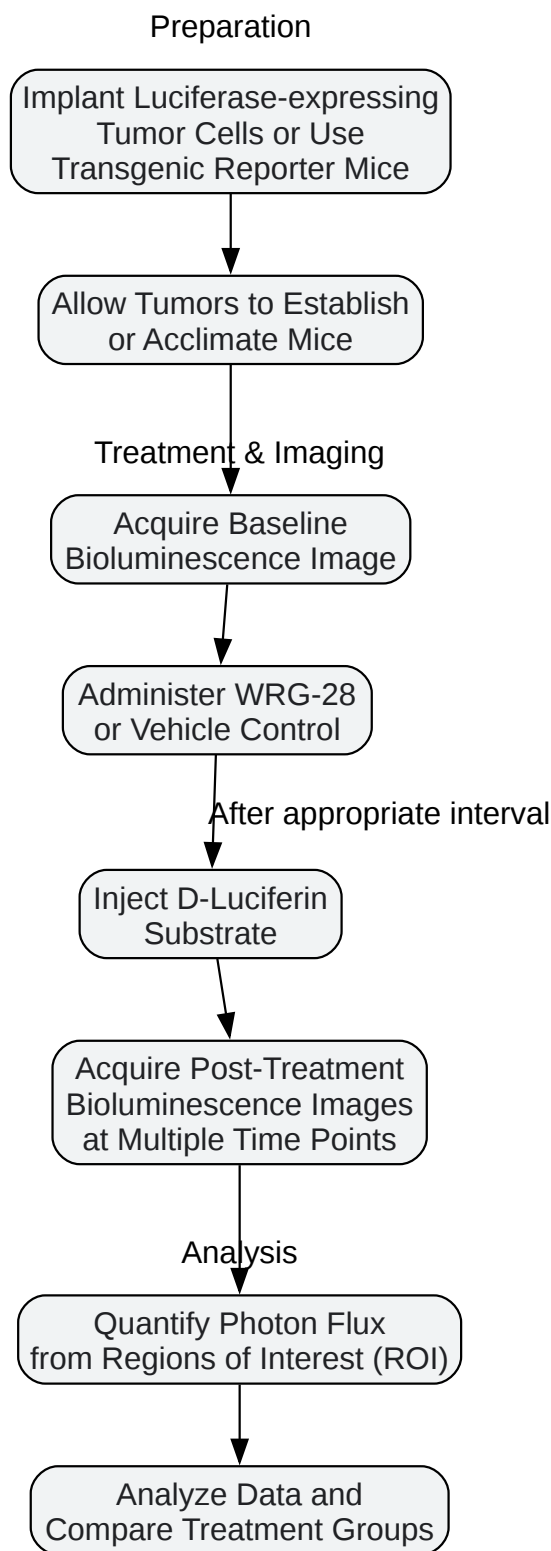 Preparation
Implant Luciferase-expressing
Tumor Cells or Use
Transgenic Reporter Mice
Allow Tumors to Establish
or Acclimate Mice
Treatment & Imaging
Acquire Baseline
Bioluminescence Image
Administer WRG-28
or Vehicle Control
After appropriate interval
Inject D-Luciferin
Substrate
Acquire Post-Treatment
Bioluminescence Images
at Multiple Time Points
Analysis
Quantify Photon Flux
from Regions of Interest (ROI)
Analyze Data and
Compare Treatment Groups